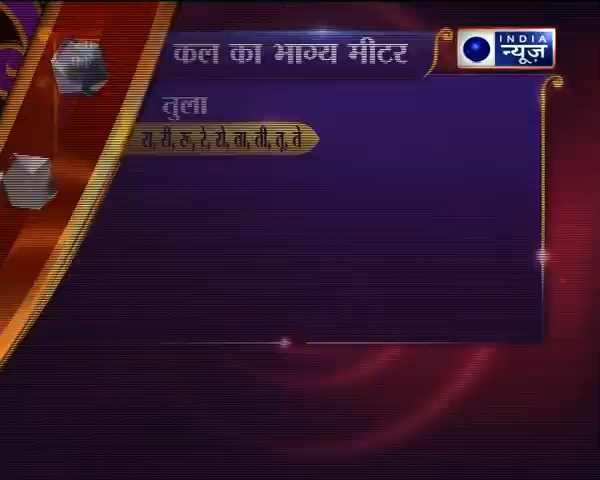 कल का भाग्य मीटर
INDIA
न्यूज़
तुला
रा, री, रू, रे, रो, ता, ती, तू, ते